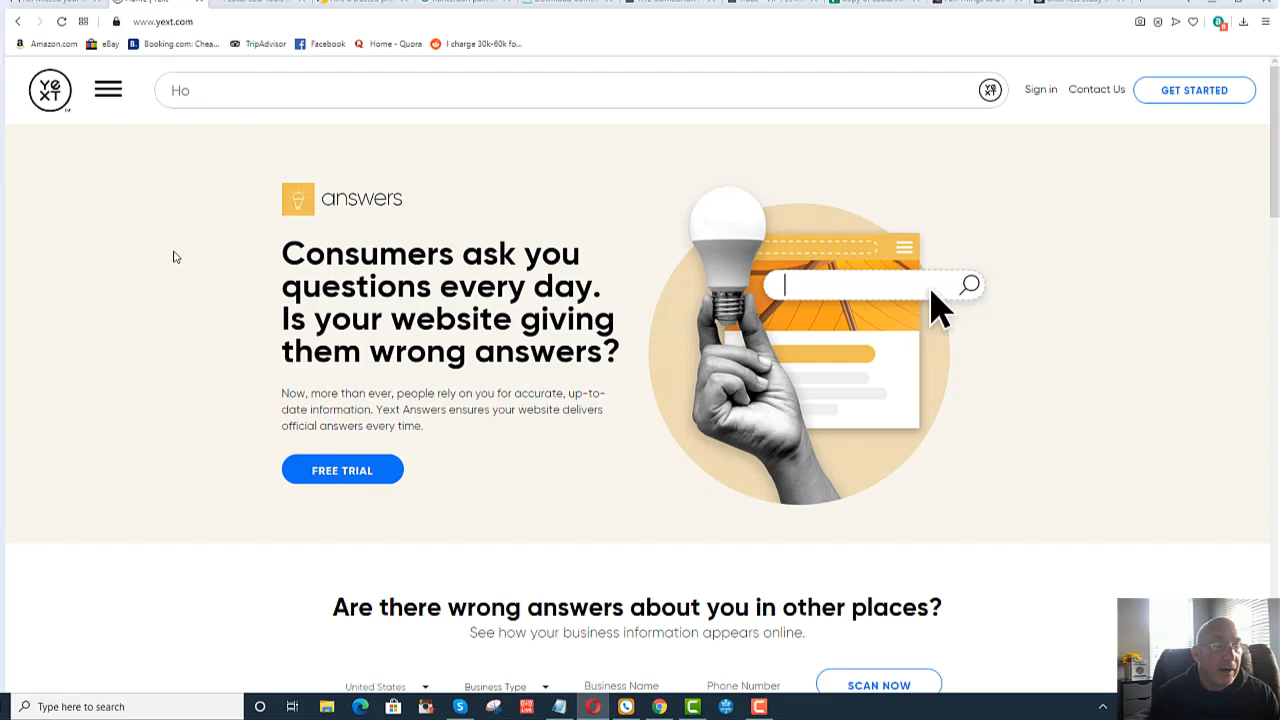 www.yext.com
Amazon.com eBay Booking.com: Chea... TripAdvisor Facebook Home - Quora I charge 30k-60k fo...
YEXT Ho YEXT Sign in Contact Us GET STARTED
answers
Consumers ask you
questions every day.
Is your website giving
them wrong answers?
Now, more than ever, people rely on you for accurate, up-to-
date information. Yext Answers ensures your website delivers
official answers every time.
FREE TRIAL
Are there wrong answers about you in other places?
See how your business information appears online.
United States Business Type Business Name Phone Number SCAN NOW
Type here to search